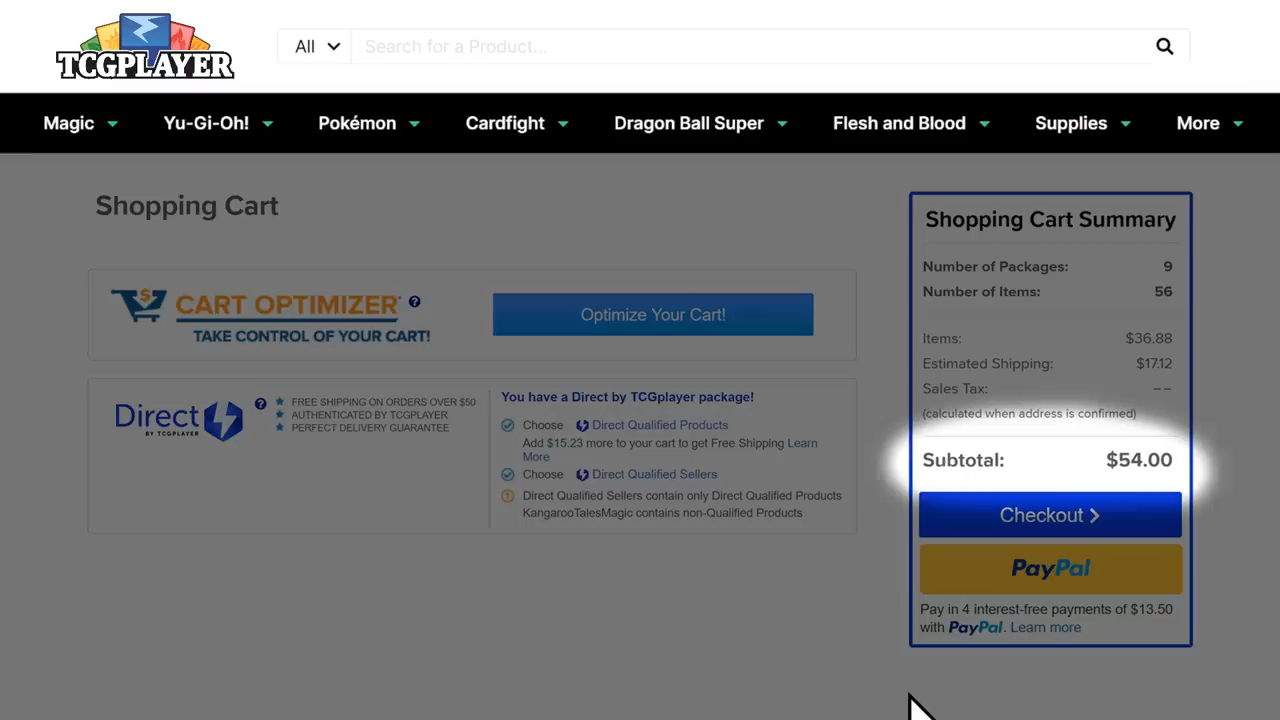 TCGPLAYER
All
Search for a Product...
Magic
Yu-Gi-Oh!
Pokémon
Cardfight
Dragon Ball Super
Flesh and Blood
Supplies
More
Shopping Cart
CART OPTIMIZER
TAKE CONTROL OF YOUR CART!
Optimize Your Cart!
Direct
BY TCGPLAYER
FREE SHIPPING ON ORDERS OVER $50
AUTHENTICATED BY TCGPLAYER
PERFECT DELIVERY GUARANTEE
You have a Direct by TCGplayer package!
Choose Direct Qualified Products
Add $15.23 more to your cart to get Free Shipping Learn
More
Choose Direct Qualified Sellers
Direct Qualified Sellers contain only Direct Qualified Products
KangarooTalesMagic contains non-Qualified Products
Shopping Cart Summary
Number of Packages: 9
Number of Items: 56
Items: $36.88
Estimated Shipping: $17.12
Sales Tax: – –
(calculated when address is confirmed)
Subtotal: $54.00
Checkout
PayPal
Pay in 4 interest-free payments of $13.50
with PayPal. Learn more